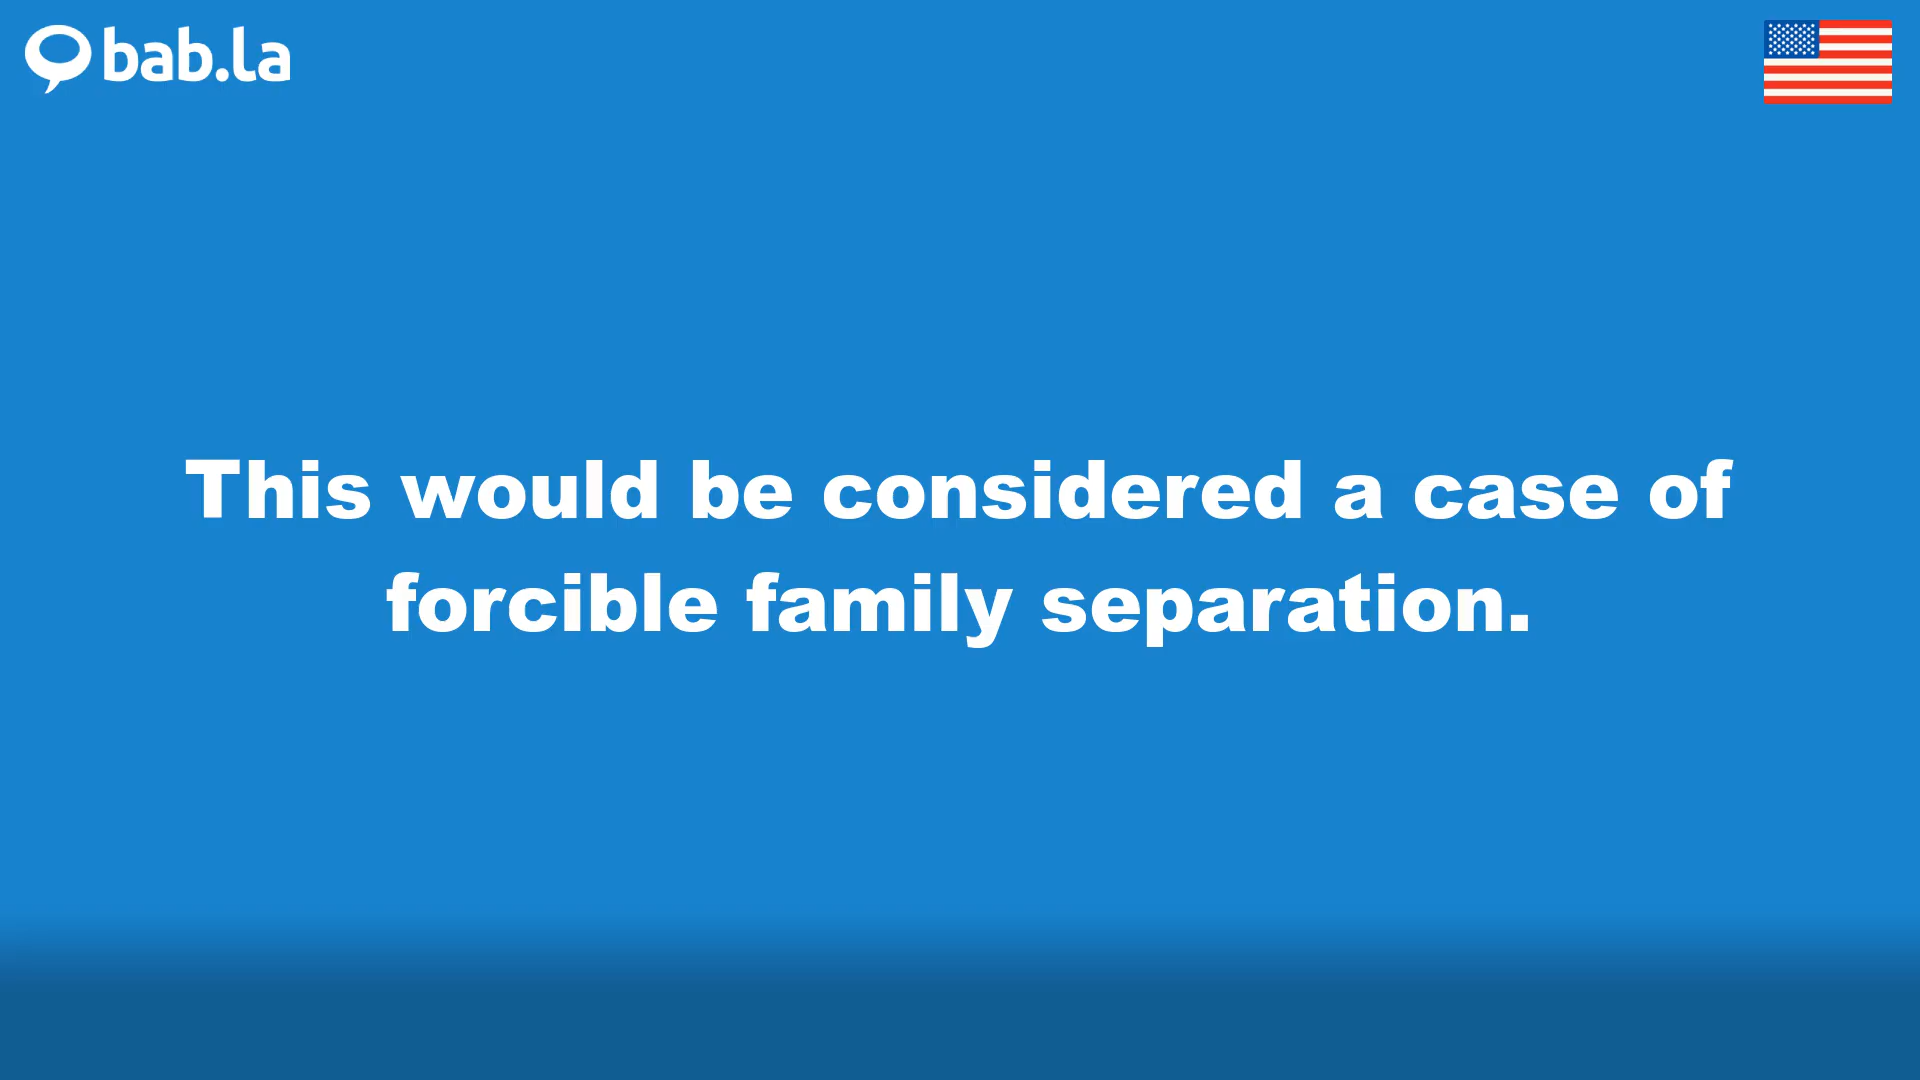 bab.la
This would be considered a case of
forcible family separation.